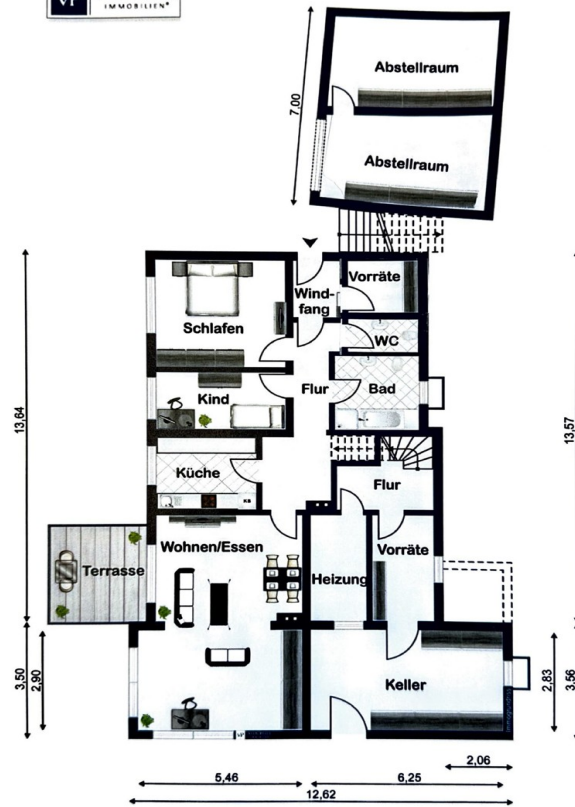 VP
IMMOBILIEN®
Abstellraum
7,00
Abstellraum
Wind-
fang
Vorräte
Schlafen
WC
Kind
Flur
Bad
13,64
13,57
Küche
KS
Flur
Wohnen/Essen
Vorräte
Terrasse
Heizung
3,50
2,90
Keller
2,83
3,56
2,06
5,46
6,25
12,62